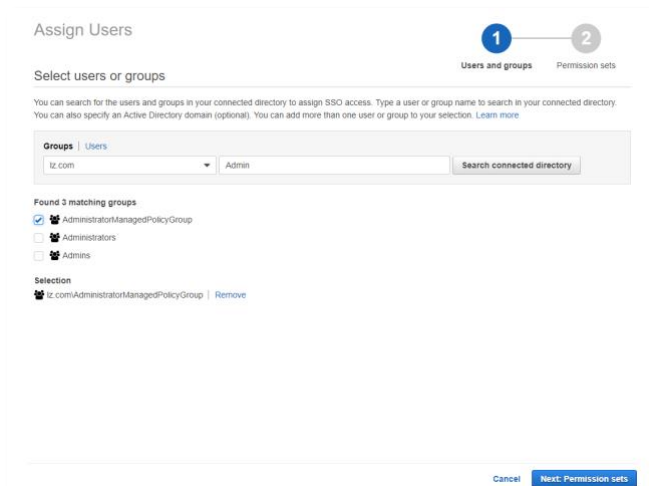 Assign Users
1
2
Users and groups
Permission sets
Select users or groups
You can search for the users and groups in your connected directory to assign SSO access. Type a user or group name to search in your connected directory.
You can also specify an Active Directory domain (optional). You can add more than one user or group to your selection. Learn more
Groups | Users
lz.com
Admin
Search connected directory
Found 3 matching groups
AdministratorManagedPolicyGroup
Administrators
Admins
Selection
lz.com\AdministratorManagedPolicyGroup | Remove
Cancel
Next: Permission sets